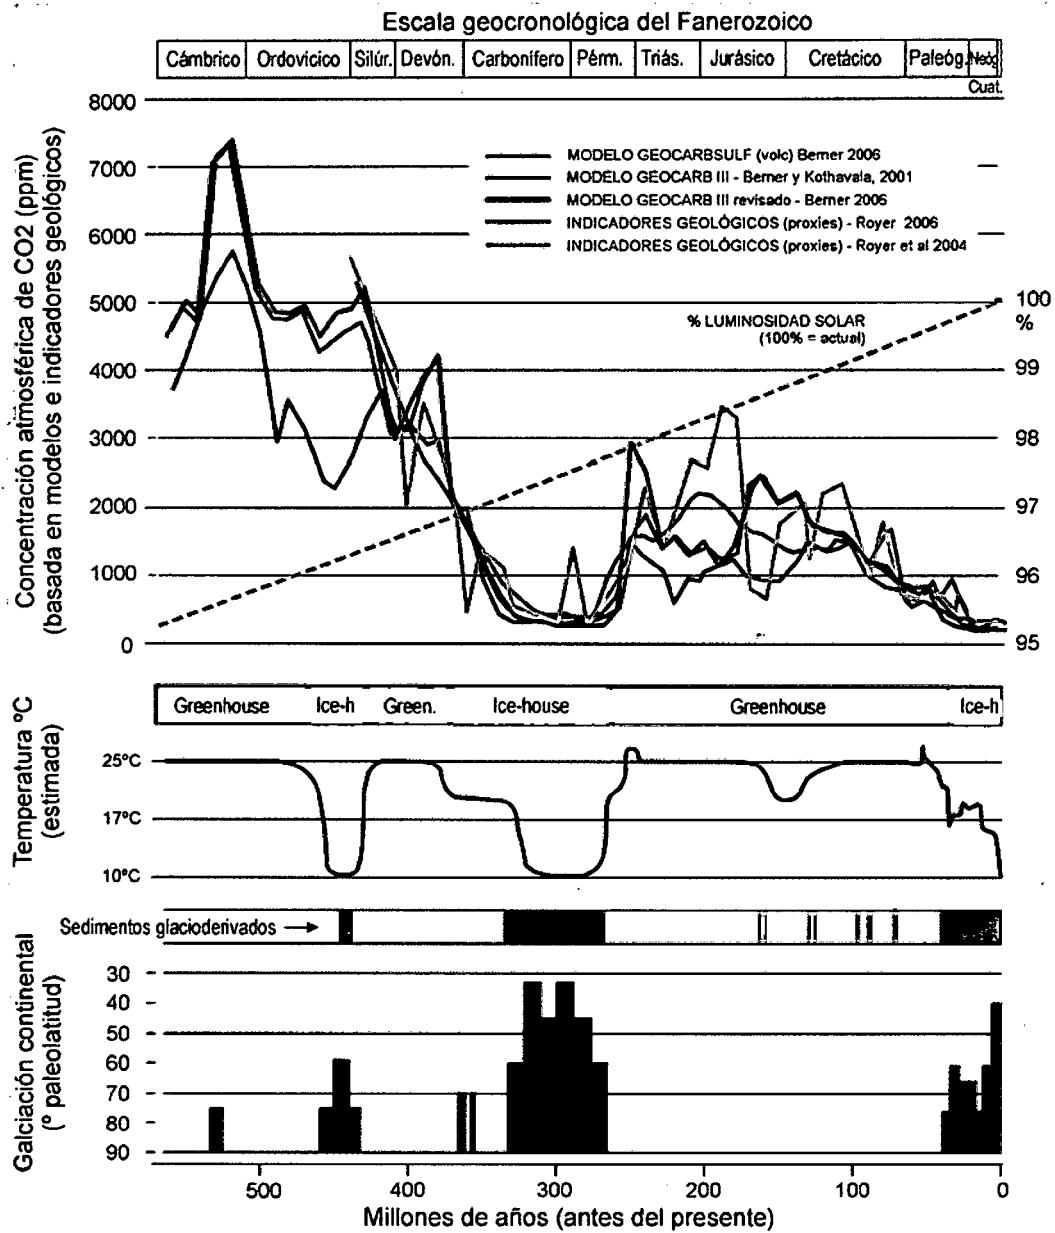 Escala geocronológica del Fanerozoico
Cámbrico Ordovícico Silúr. Devón. Carbonífero Pérm. Triás. Jurásico Cretácico Paleóg. Neóg
Cuat.
Concentración atmosférica de CO2 (ppm)
(basada en modelos e indicadores geológicos)
8000
7000
6000
5000
4000
3000
2000
1000
0
MODELO GEOCARBSULF (volc) Berner 2006
MODELO GEOCARB III - Berner y Kothavala, 2001
MODELO GEOCARB III revisado - Berner 2006
INDICADORES GEOLÓGICOS (proxies) - Royer 2006
INDICADORES GEOLÓGICOS (proxies) - Royer et al 2004
% LUMINOSIDAD SOLAR
(100% = actual)
100
%
99
98
97
96
95
Temperatura ºC
(estimada)
Greenhouse Ice-h Green. Ice-house Greenhouse Ice-h
25ºC
17ºC
10ºC
Sedimentos glacioderivados
Galciación continental
(º paleolatitud)
30
40
50
60
70
80
90
500 400 300 200 100 0
Millones de años (antes del presente)